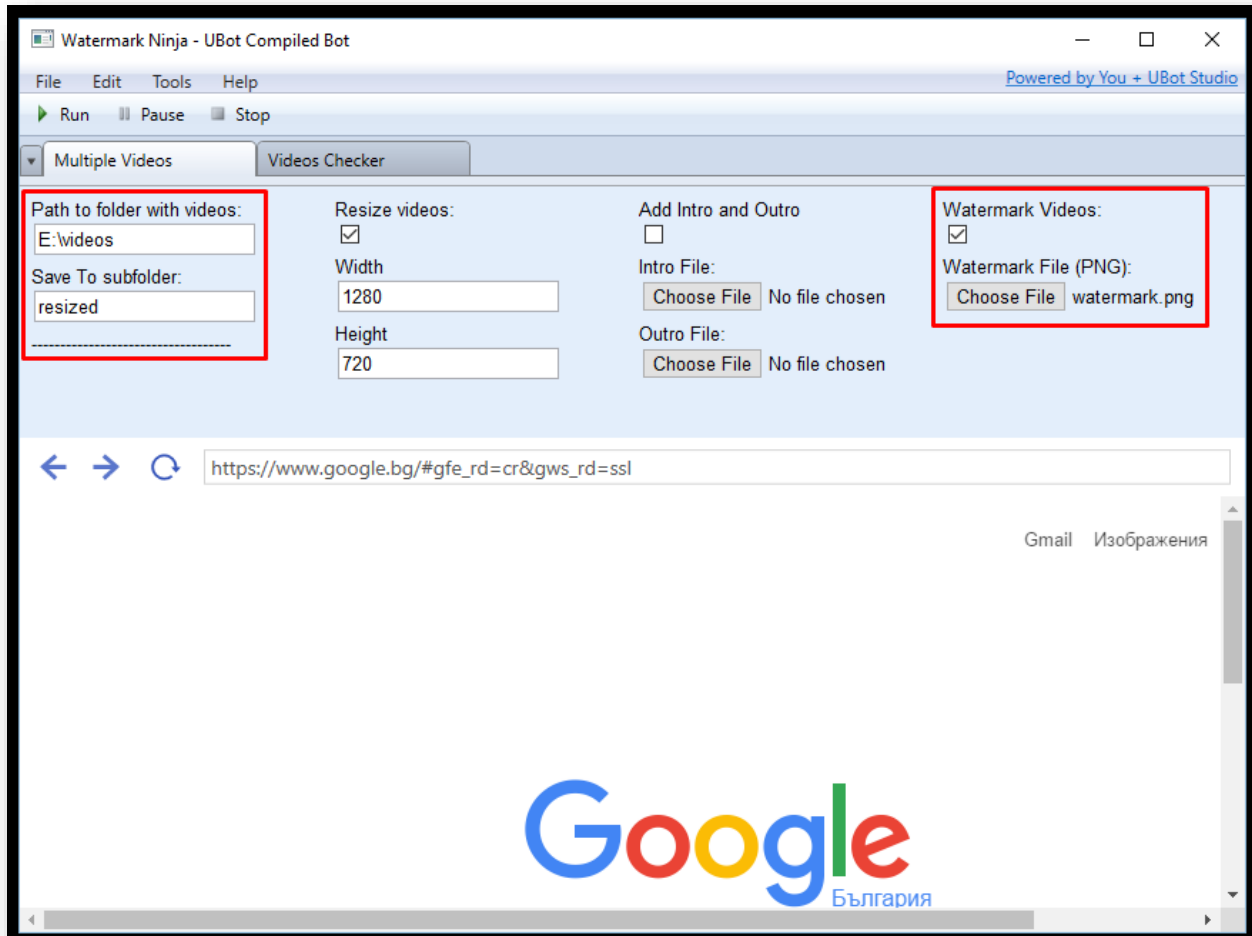 Watermark Ninja - UBot Compiled Bot
File Edit Tools Help Powered by You + UBot Studio
Run Pause Stop
Multiple Videos Videos Checker
Path to folder with videos:
E:\videos
Save To subfolder:
resized
-----------------------------------
Resize videos:
Width
1280
Height
720
Add Intro and Outro
Intro File:
Choose File No file chosen
Outro File:
Choose File No file chosen
Watermark Videos:
Watermark File (PNG):
Choose File watermark.png
https://www.google.bg/#gfe_rd=cr&gws_rd=ssl
Gmail Изображения
Google
България